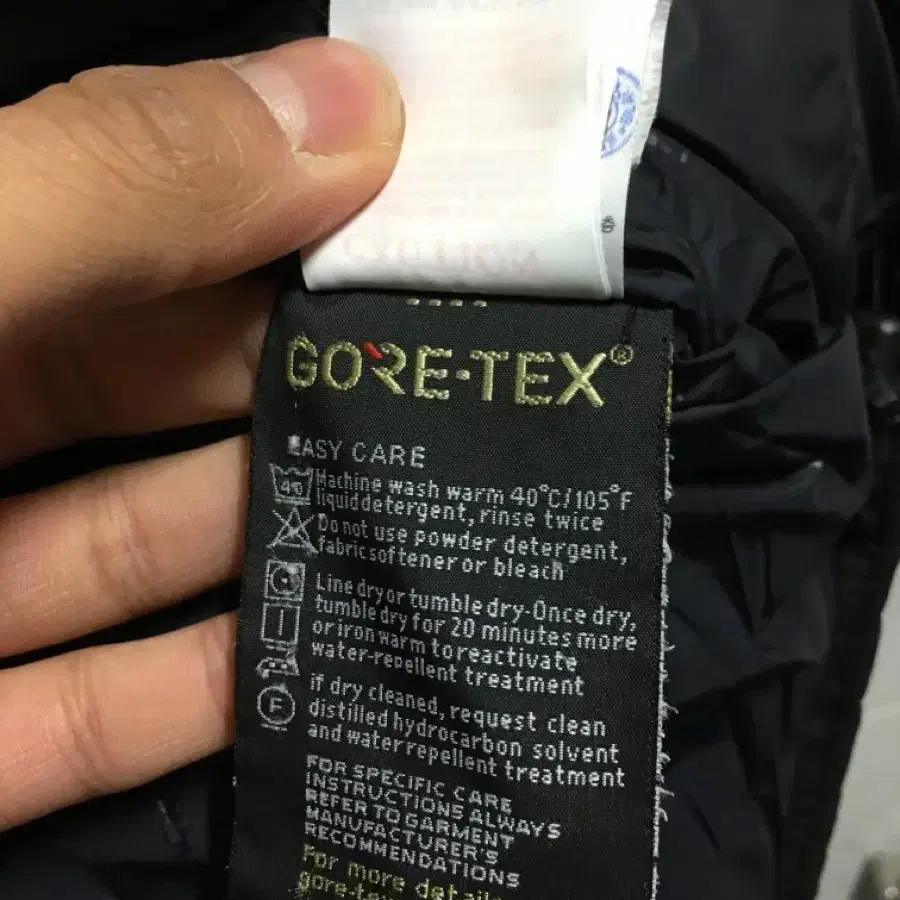 GORE-TEX®
EASY CARE
40
Machine wash warm 40°C/105°F
liquid detergent, rinse twice
Do not use powder detergent,
fabric softener or bleach
Line dry or tumble dry-Once dry,
tumble dry for 20 minutes more
or iron warm to reactivate
water-repellent treatment
F
if dry cleaned, request clean
distilled hydrocarbon solvent
and water repellent treatment
FOR SPECIFIC CARE
INSTRUCTIONS ALWAYS
REFER TO GARMENT
MANUFACTURER'S
RECOMMENDATIONS
For more details
gore-tex